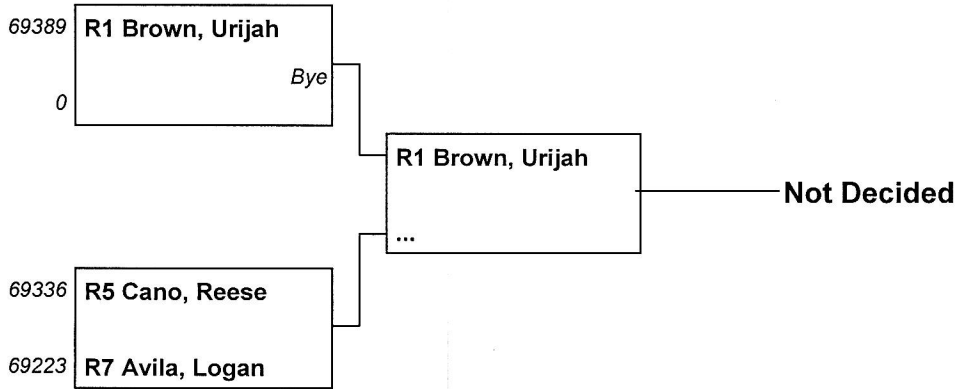 69389 R1 Brown, Urijah
Bye
0
R1 Brown, Urijah
Not Decided
...
69336 R5 Cano, Reese
69223 R7 Avila, Logan